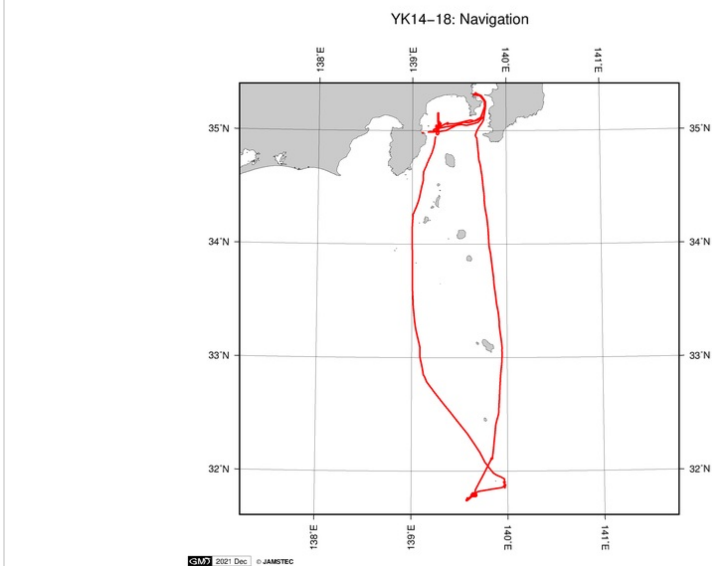 YK14−18: Navigation
138˚E 139˚E 140˚E 141˚E
35˚N 35˚N
34˚N 34˚N
33˚N 33˚N
32˚N 32˚N
138˚E 139˚E 140˚E 141˚E
GMD 2021 Dec © JAMSTEC